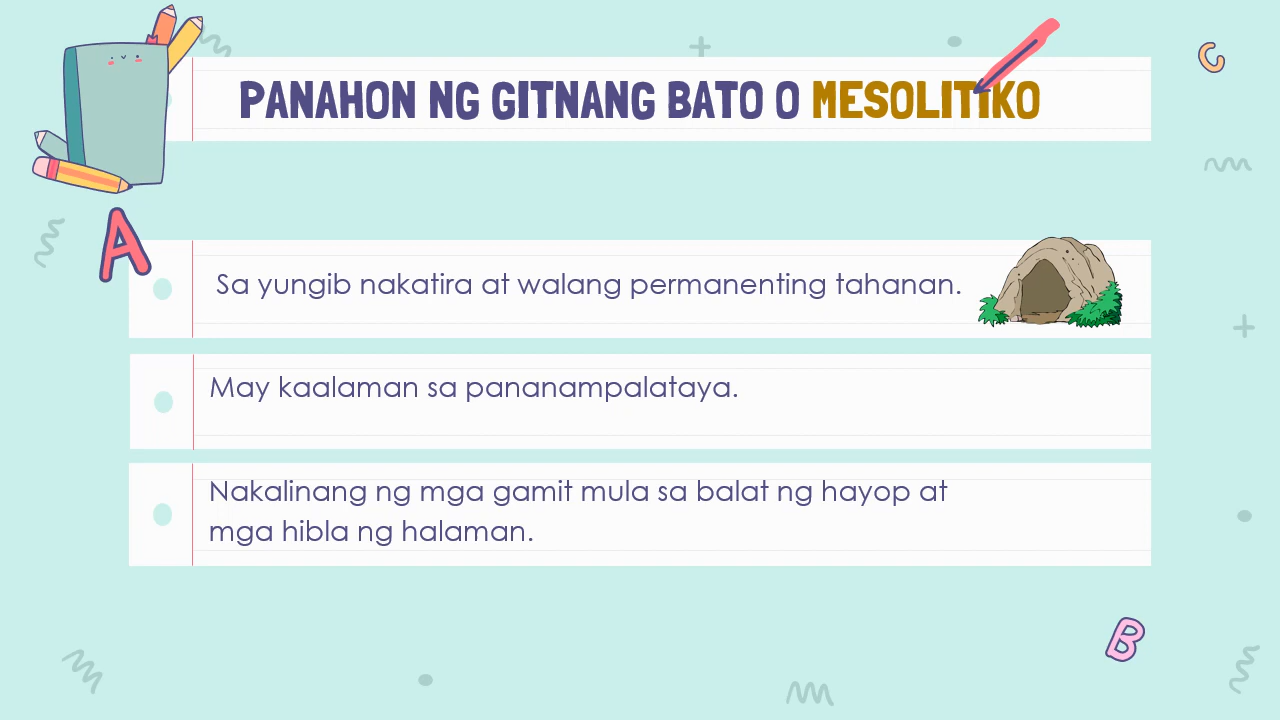 PANAHON NG GITNANG BATO O MESOLITIKO
C
A
Sa yungib nakatira at walang permanenting tahanan.
May kaalaman sa pananampalataya.
Nakalinang ng mga gamit mula sa balat ng hayop at
mga hibla ng halaman.
B